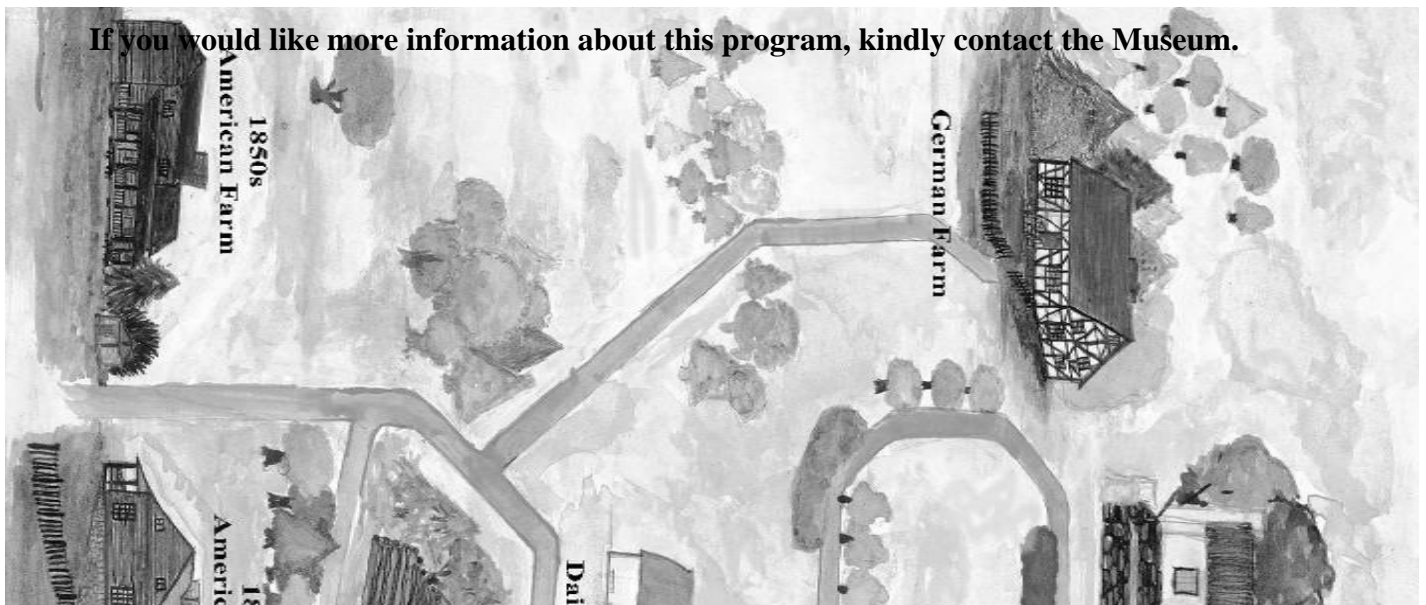 If you would like more information about this program, kindly contact the Museum.
1850s
American Farm
German Farm